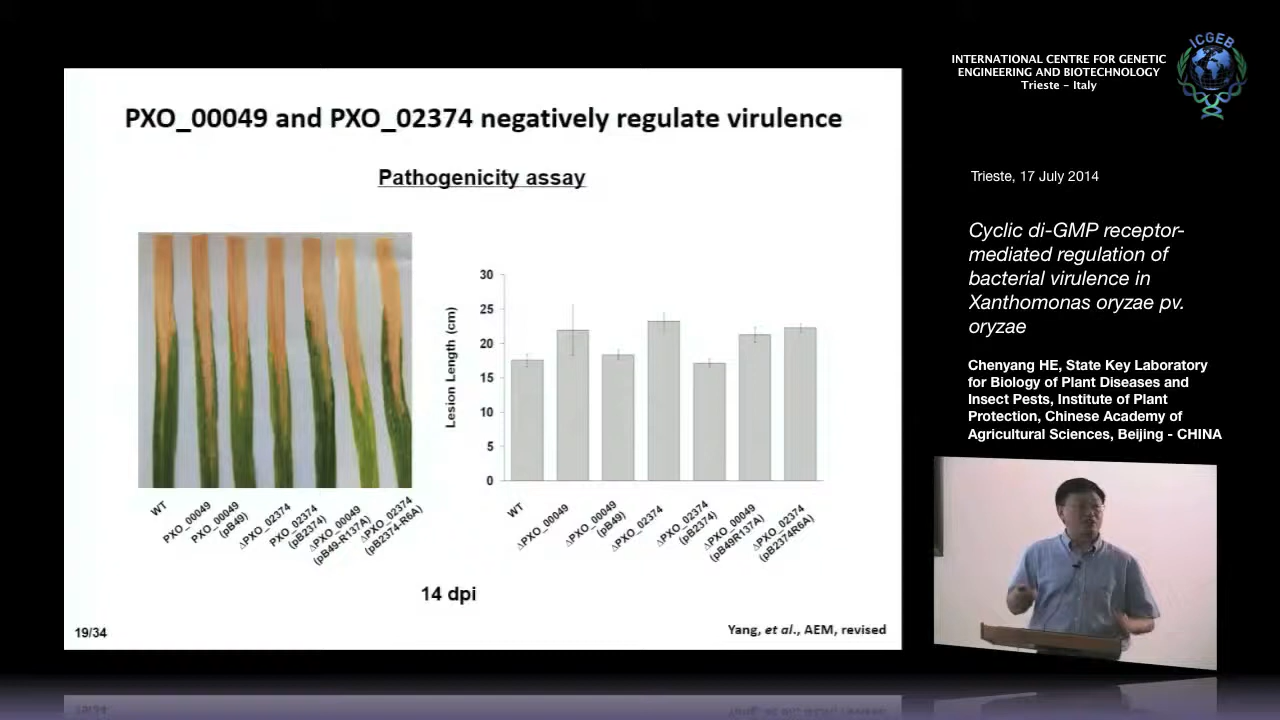 PXO_00049 and PXO_02374 negatively regulate virulence
Pathogenicity assay
WT
PXO_00049
PXO_00049
(pB49)
ΔPXO_02374
PXO_02374
(pB2374)
ΔPXO_00049
(pB49-R137A)
ΔPXO_02374
(pB2374-R6A)
Lesion Length (cm)
30
25
20
15
10
5
0
WT
ΔPXO_00049
ΔPXO_00049
(pB49)
ΔPXO_02374
ΔPXO_02374
(pB2374)
ΔPXO_00049
(pB49R137A)
ΔPXO_02374
(pB2374R6A)
14 dpi
19/34
Yang, et al., AEM, revised
INTERNATIONAL CENTRE FOR GENETIC
ENGINEERING AND BIOTECHNOLOGY
Trieste – Italy
ICGEB
Trieste, 17 July 2014
Cyclic di-GMP receptor-
mediated regulation of
bacterial virulence in
Xanthomonas oryzae pv.
oryzae
Chenyang HE, State Key Laboratory
for Biology of Plant Diseases and
Insect Pests, Institute of Plant
Protection, Chinese Academy of
Agricultural Sciences, Beijing - CHINA